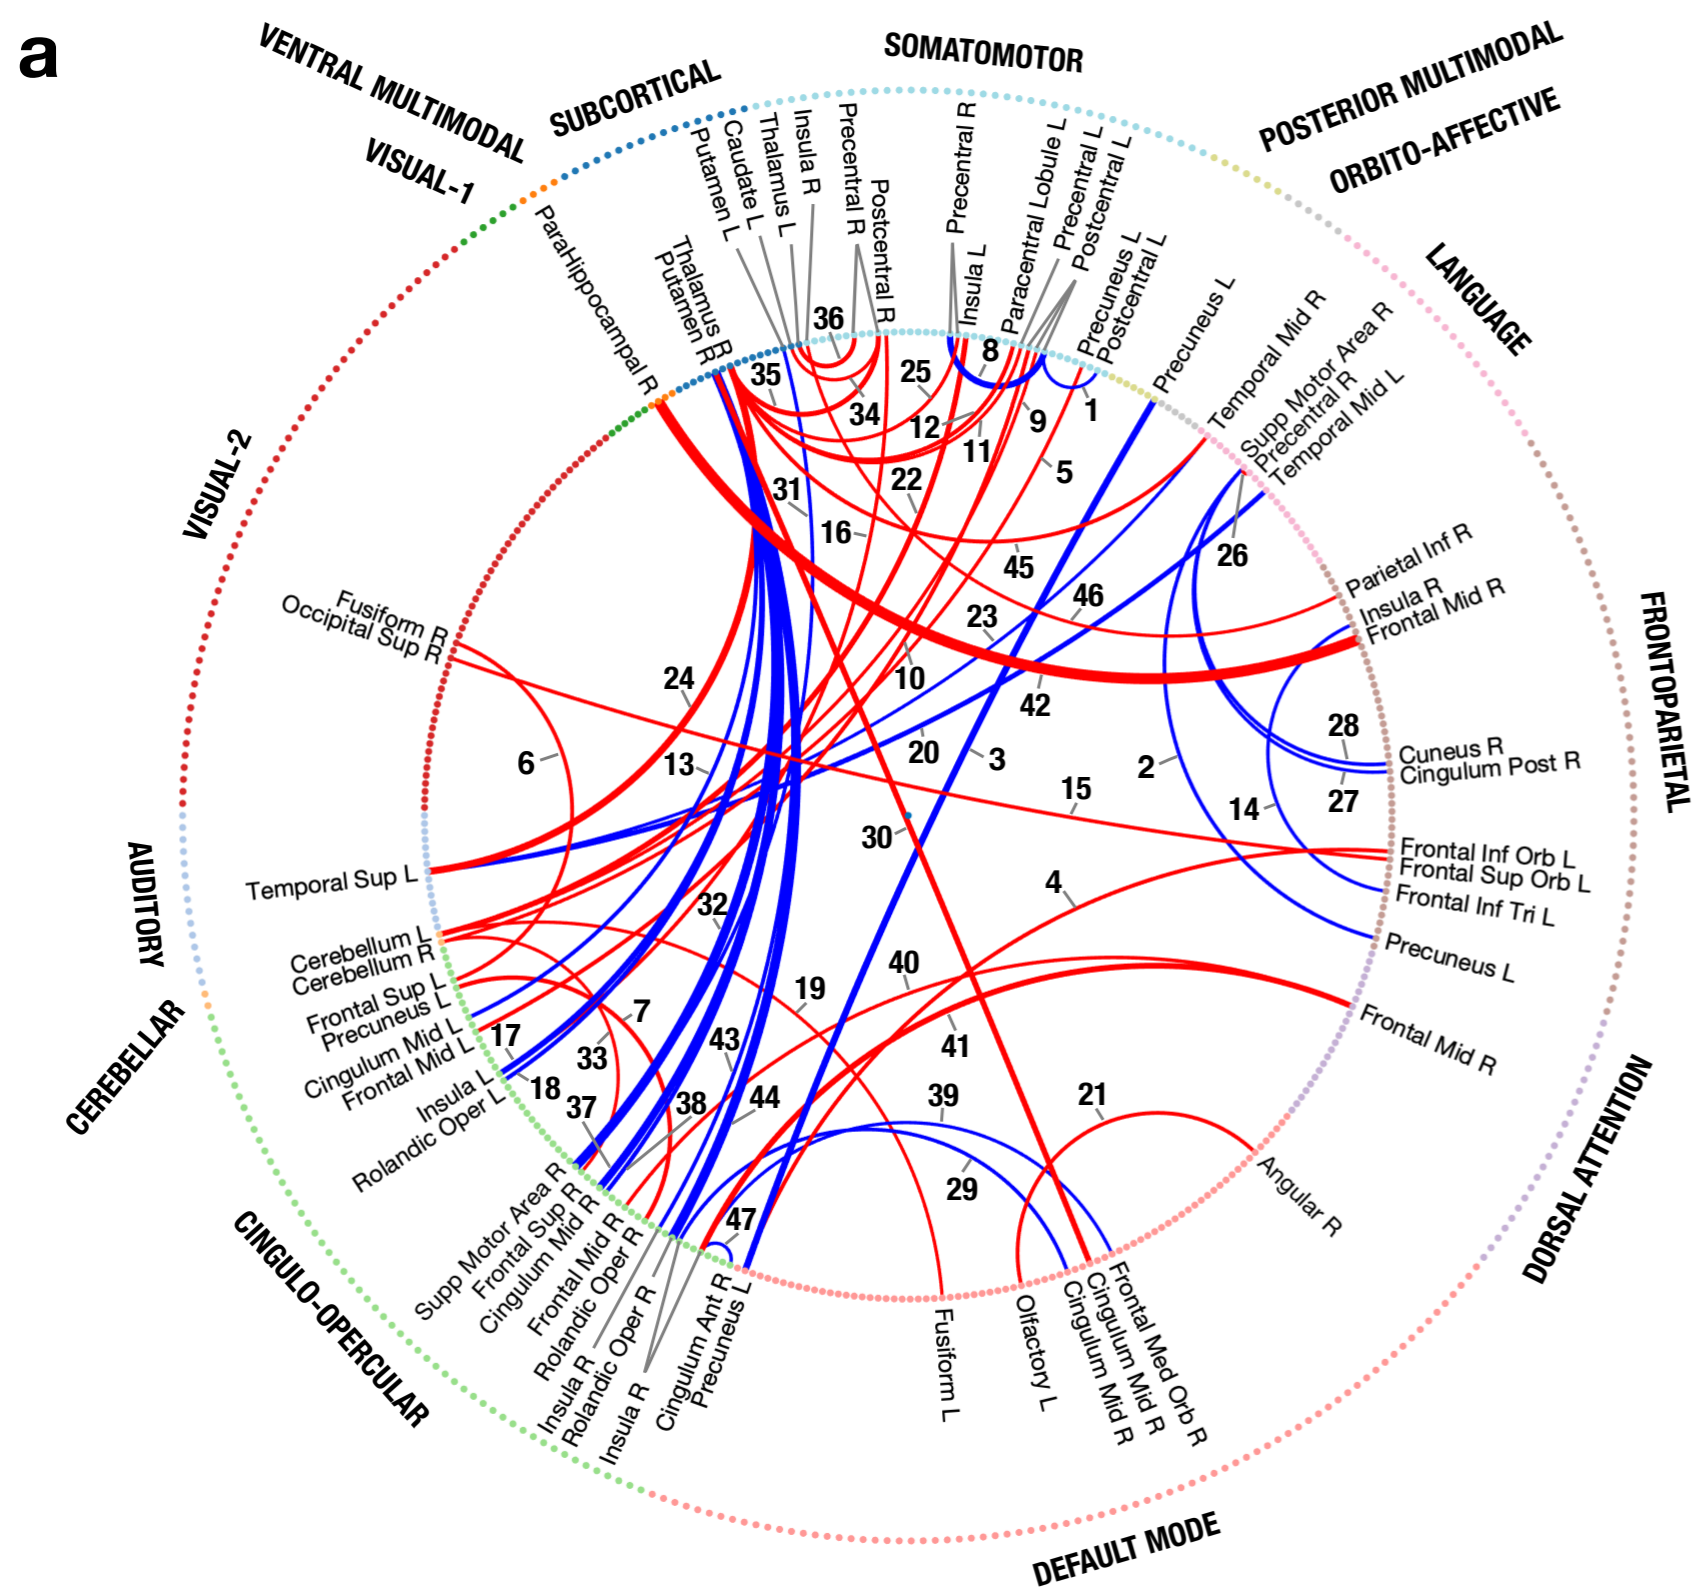 a
VENTRAL MULTIMODAL
VISUAL-1
SUBCORTICAL
SOMATOMOTOR
POSTERIOR MULTIMODAL
ORBITO-AFFECTIVE
LANGUAGE
FRONTOPARIETAL
DORSAL ATTENTION
DEFAULT MODE
CINGULO-OPERCULAR
CEREBELLAR
AUDITORY
VISUAL-2
ParaHippocampal R
Putamen R
Thalamus R
Putamen L
Caudate L
Thalamus L
Insula R
Precentral R
Postcentral R
Precentral R
Insula L
Paracentral Lobule L
Precentral L
Postcentral L
Precuneus L
Postcentral L
Precuneus L
Temporal Mid R
Supp Motor Area R
Precentral R
Temporal Mid L
Parietal Inf R
Insula R
Frontal Mid R
Cuneus R
Cingulum Post R
Frontal Inf Orb L
Frontal Sup Orb L
Frontal Inf Tri L
Precuneus L
Frontal Mid R
Angular R
Frontal Med Orb R
Cingulum Mid R
Cingulum Mid R
Olfactory L
Fusiform L
Precuneus L
Cingulum Ant R
Insula R
Rolandic Oper R
Insula R
Rolandic Oper R
Frontal Mid R
Cingulum Mid R
Frontal Sup R
Supp Motor Area R
Rolandic Oper L
Insula L
Frontal Mid L
Cingulum Mid L
Precuneus L
Frontal Sup L
Cerebellum R
Cerebellum L
Temporal Sup L
Occipital Sup R
Fusiform R
36
35
34
25
8
12
11
9
1
5
22
31
16
45
26
46
23
10
42
24
13
6
20
3
2
28
27
14
15
30
4
32
40
19
7
33
17
18
37
43
38
44
41
39
21
29
47